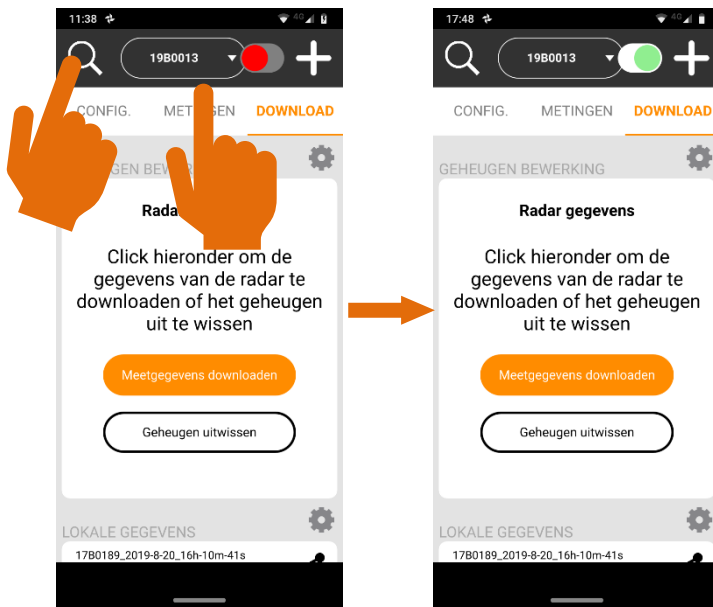 11:38
4G
19B0013
CONFIG. METINGEN DOWNLOAD
GEHEUGEN BEWERKING
Click hieronder om de
gegevens van de radar te
downloaden of het geheugen
uit te wissen
Meetgegevens downloaden
Geheugen uitwissen
LOKALE GEGEVENS
17B0189_2019-8-20_16h-10m-41s
17:48
4G
19B0013
CONFIG. METINGEN DOWNLOAD
GEHEUGEN BEWERKING
Radar gegevens
Click hieronder om de
gegevens van de radar te
downloaden of het geheugen
uit te wissen
Meetgegevens downloaden
Geheugen uitwissen
LOKALE GEGEVENS
17B0189_2019-8-20_16h-10m-41s